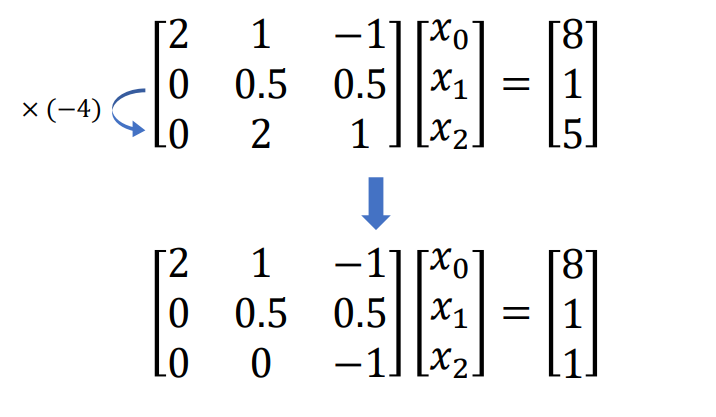 [2 1 −1] [x₀] [8]
× (−4) [0 0.5 0.5] [x₁] = [1]
[0 2 1] [x₂] [5]
[2 1 −1] [x₀] [8]
[0 0.5 0.5] [x₁] = [1]
[0 0 −1] [x₂] [1]